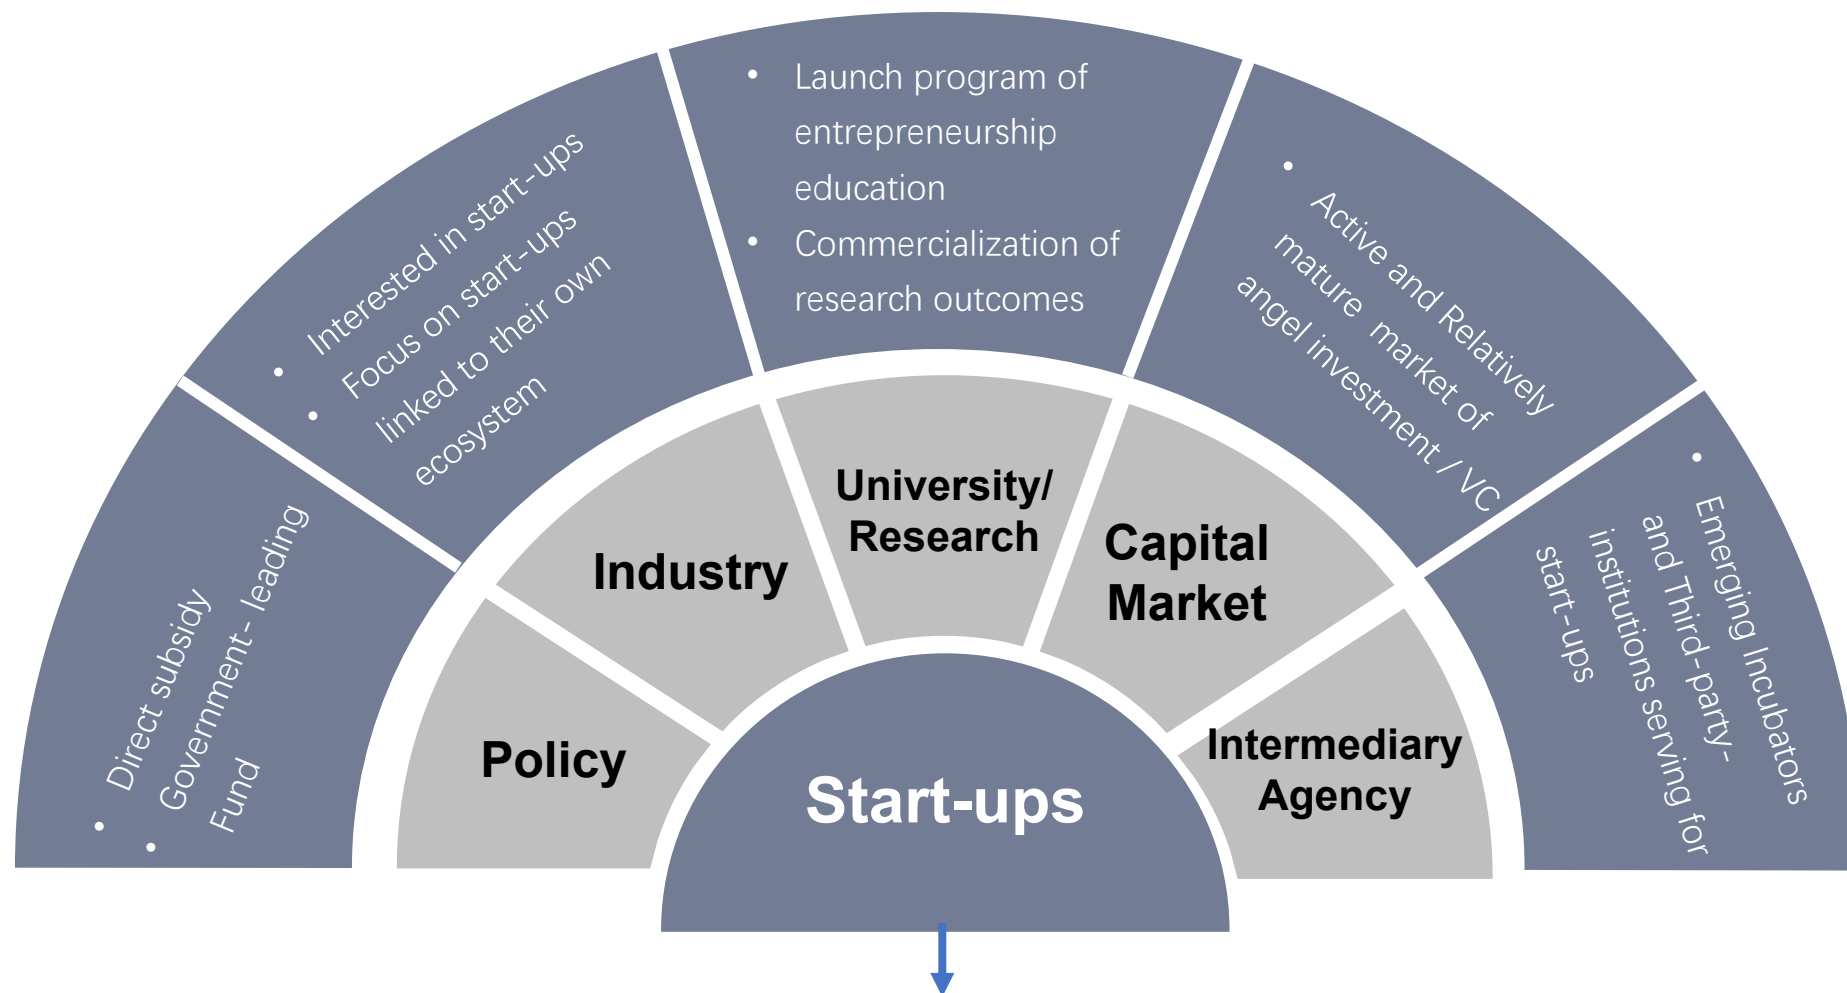 • Direct subsidy
• Government- leading
Fund
• Interested in start-ups
• Focus on start-ups
linked to their own
ecosystem
• Launch program of
entrepreneurship
education
• Commercialization of
research outcomes
• Active and Relatively
mature market of
angel investment / VC
• Emerging Incubators
and Third-party-
institutions serving for
start-ups
Policy
Industry
University/
Research
Capital
Market
Intermediary
Agency
Start-ups